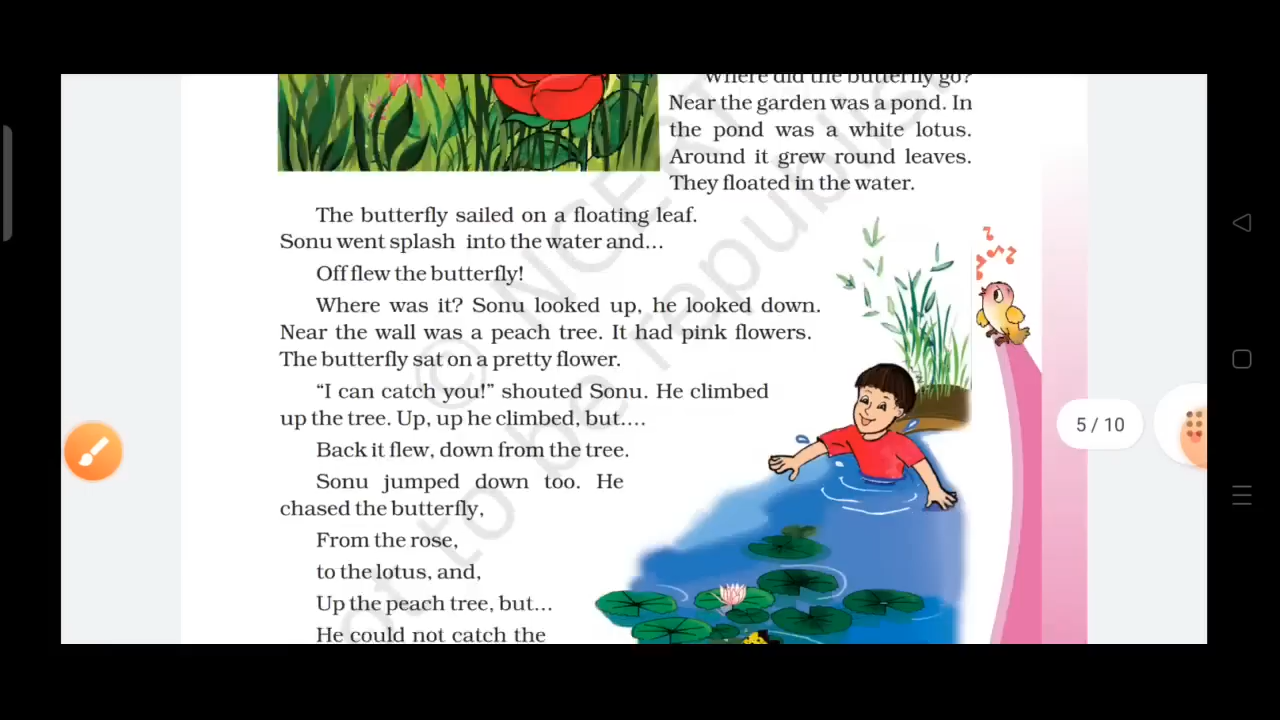 Where did the butterfly go?
Near the garden was a pond. In
the pond was a white lotus.
Around it grew round leaves.
They floated in the water.
The butterfly sailed on a floating leaf.
Sonu went splash into the water and...
Off flew the butterfly!
Where was it? Sonu looked up, he looked down.
Near the wall was a peach tree. It had pink flowers.
The butterfly sat on a pretty flower.
“I can catch you!” shouted Sonu. He climbed
up the tree. Up, up he climbed, but....
Back it flew, down from the tree.
Sonu jumped down too. He
chased the butterfly,
From the rose,
to the lotus, and,
Up the peach tree, but...
He could not catch the
5 / 10
© NCERT
be republis